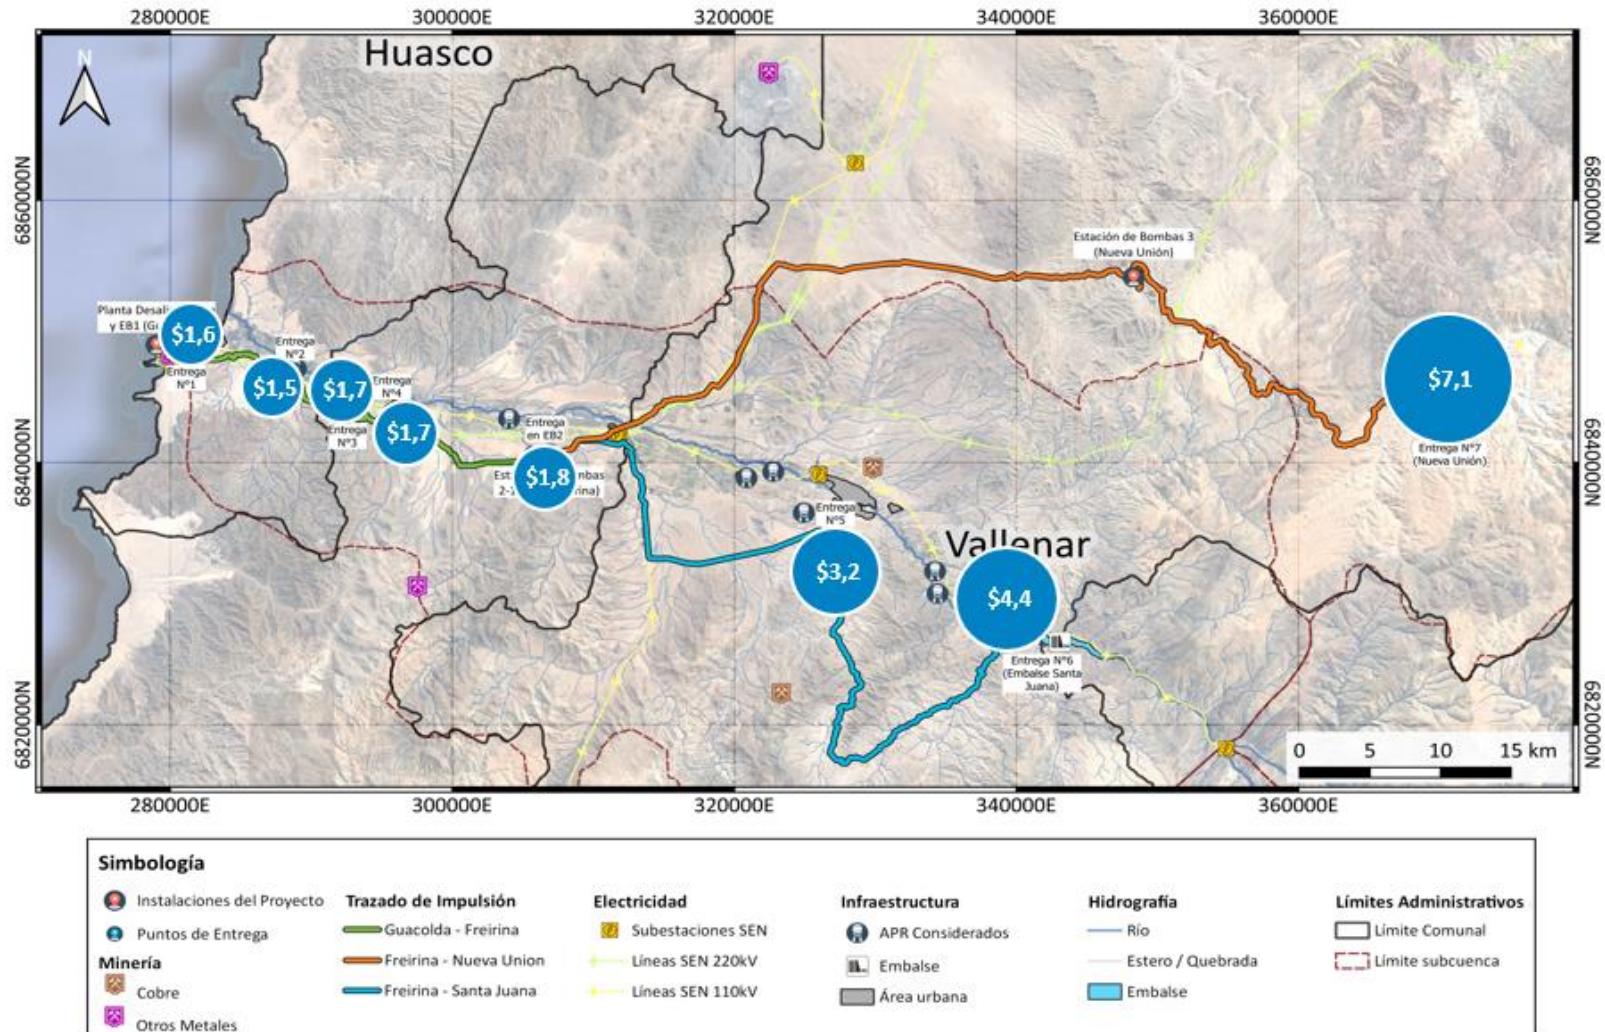 280000E 300000E 320000E 340000E 360000E
Huasco
N
6860000N
6860000N
Estación de Bombas 3
(Nueva Unión)
Planta Desali
y EB1 (G
$1,6
Entrega
Nº1
Entrega
Nº2
$1,5
$1,7
Entrega
Nº3
Entrega
Nº4
$1,7
Entrega
en EB2
$1,8
$7,1
Entrega Nº7
(Nueva Unión)
6840000N
6840000N
Entrega
Nº5
Vallenar
$3,2
$4,4
Entrega Nº6
(Embalse Santa
Juana)
6820000N
6820000N
0 5 10 15 km
280000E 300000E 320000E 340000E 360000E
Simbología
Instalaciones del Proyecto
Puntos de Entrega
Minería
Cobre
Otros Metales
Trazado de Impulsión
Guacolda - Freirina
Freirina - Nueva Union
Freirina - Santa Juana
Electricidad
Subestaciones SEN
Líneas SEN 220kV
Líneas SEN 110kV
Infraestructura
APR Considerados
Embalse
Área urbana
Hidrografía
Río
Estero / Quebrada
Embalse
Límites Administrativos
Límite Comunal
Límite subcuenca